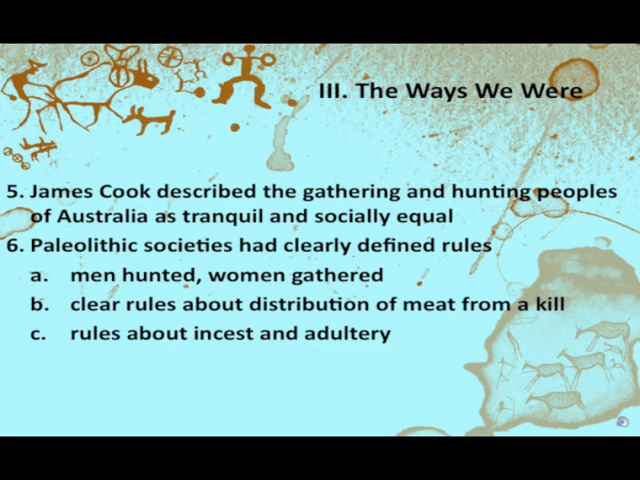 III. The Ways We Were
5. James Cook described the gathering and hunting peoples
of Australia as tranquil and socially equal
6. Paleolithic societies had clearly defined rules
a. men hunted, women gathered
b. clear rules about distribution of meat from a kill
c. rules about incest and adultery